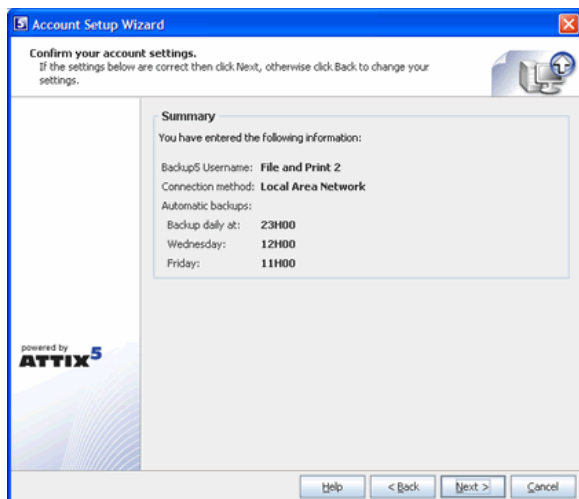 5 Account Setup Wizard
Confirm your account settings.
If the settings below are correct then click Next, otherwise click Back to change your
settings.
Summary
You have entered the following information:
Backup5 Username: File and Print 2
Connection method: Local Area Network
Automatic backups:
Backup daily at: 23H00
Wednesday: 12H00
Friday: 11H00
powered by
ATTIX5
Help < Back Next > Cancel